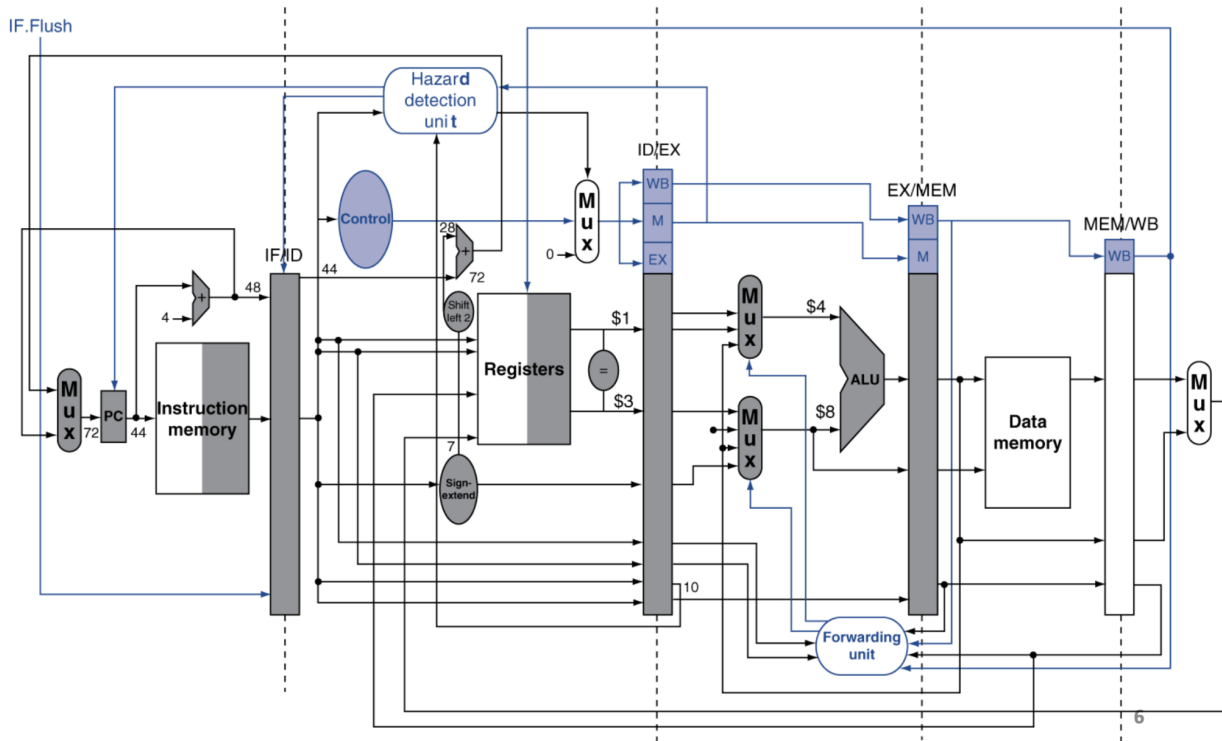 IF.Flush
Hazard
detection
unit
ID/EX
WB
M
EX
EX/MEM
WB
M
MEM/WB
WB
Control
Mux
0
28
+
72
IF/ID
44
48
+
4
Shift
left 2
$1
Registers
=
$3
Mux
$4
ALU
Mux
$8
Data
memory
Mux
Mux
72
PC
44
Instruction
memory
7
Sign-
extend
10
Forwarding
unit
6